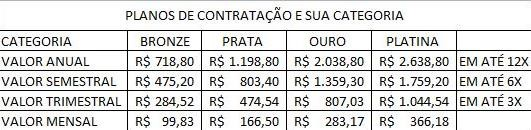 PLANOS DE CONTRATAÇÃO E SUA CATEGORIA
CATEGORIA BRONZE PRATA OURO PLATINA
VALOR ANUAL R$ 718,80 R$ 1.198,80 R$ 2.038,80 R$ 2.638,80 EM ATÉ 12X
VALOR SEMESTRAL R$ 475,20 R$ 803,40 R$ 1.359,30 R$ 1.759,20 EM ATÉ 6X
VALOR TRIMESTRAL R$ 284,52 R$ 474,54 R$ 807,03 R$ 1.044,54 EM ATÉ 3X
VALOR MENSAL R$ 99,83 R$ 166,50 R$ 283,17 R$ 366,18